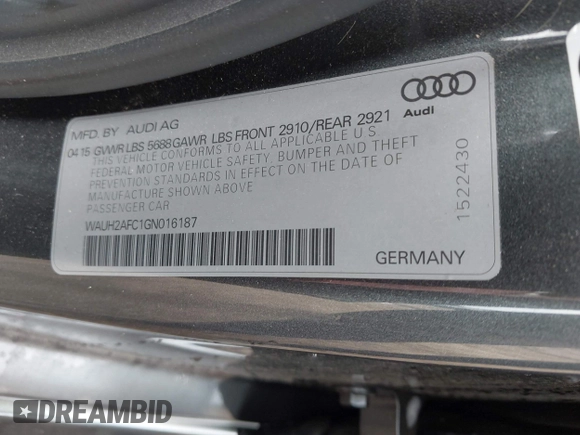 MFD. BY AUDI AG
04 15 GVWR LBS 5688 GAWR LBS FRONT 2910/REAR 2921
THIS VEHICLE CONFORMS TO ALL APPLICABLE U S
FEDERAL MOTOR VEHICLE SAFETY, BUMPER AND THEFT
PREVENTION STANDARDS IN EFFECT ON THE DATE OF
MANUFACTURE SHOWN ABOVE
PASSENGER CAR
WAUH2AFC1GN016187
Audi
1522430
GERMANY
DREAMBID